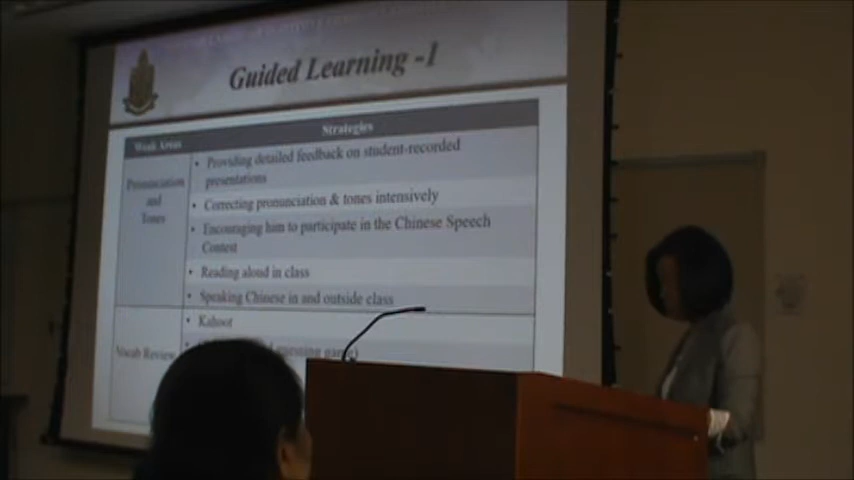 Guided Learning -1
Weak Areas
Strategies
Pronunciation
and
Tones
• Providing detailed feedback on student-recorded
presentations
• Correcting pronunciation & tones intensively
• Encouraging him to participate in the Chinese Speech
Contest
• Reading aloud in class
• Speaking Chinese in and outside class
Vocab Review
• Kahoot
guessing game)